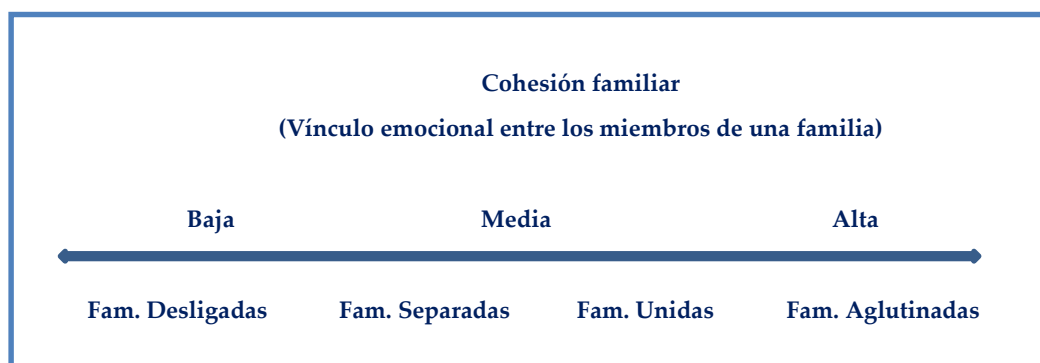 Cohesión familiar
(Vínculo emocional entre los miembros de una familia)
Baja Media Alta
Fam. Desligadas Fam. Separadas Fam. Unidas Fam. Aglutinadas